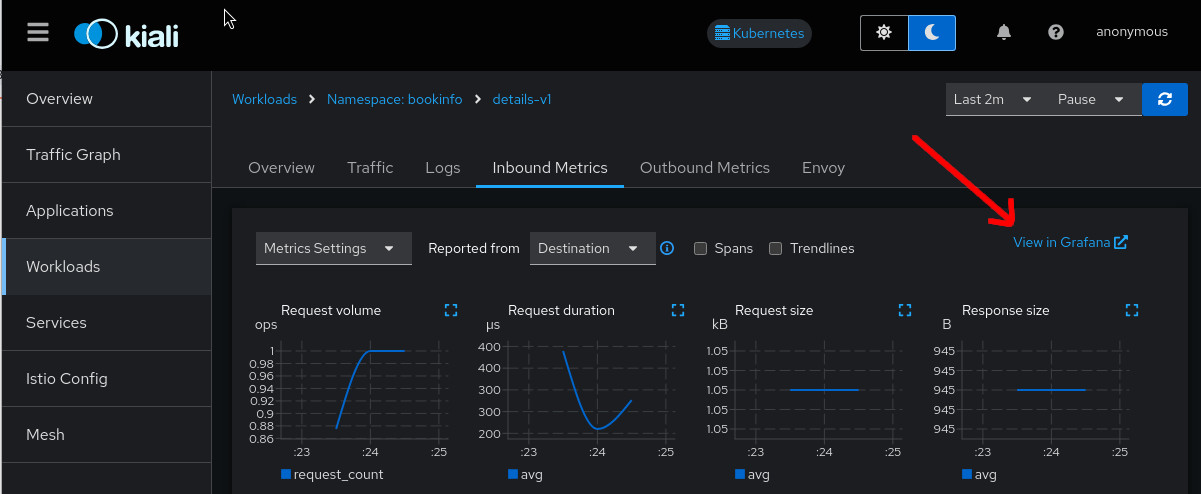 kiali
Kubernetes
anonymous
Overview
Traffic Graph
Applications
Workloads
Services
Istio Config
Mesh
Workloads > Namespace: bookinfo > details-v1
Last 2m
Pause
Overview Traffic Logs Inbound Metrics Outbound Metrics Envoy
Metrics Settings Reported from Destination Spans Trendlines View in Grafana
Request volume
ops
1
0.98
0.96
0.94
0.92
0.9
0.88
0.86
:23 :24 :25
request_count
Request duration
µs
400
400
300
300
200
:23 :24 :25
avg
Request size
kB
1.05
1.05
1.05
1.05
1.05
:23 :24 :25
avg
Response size
B
945
945
945
945
945
:23 :24 :25
avg